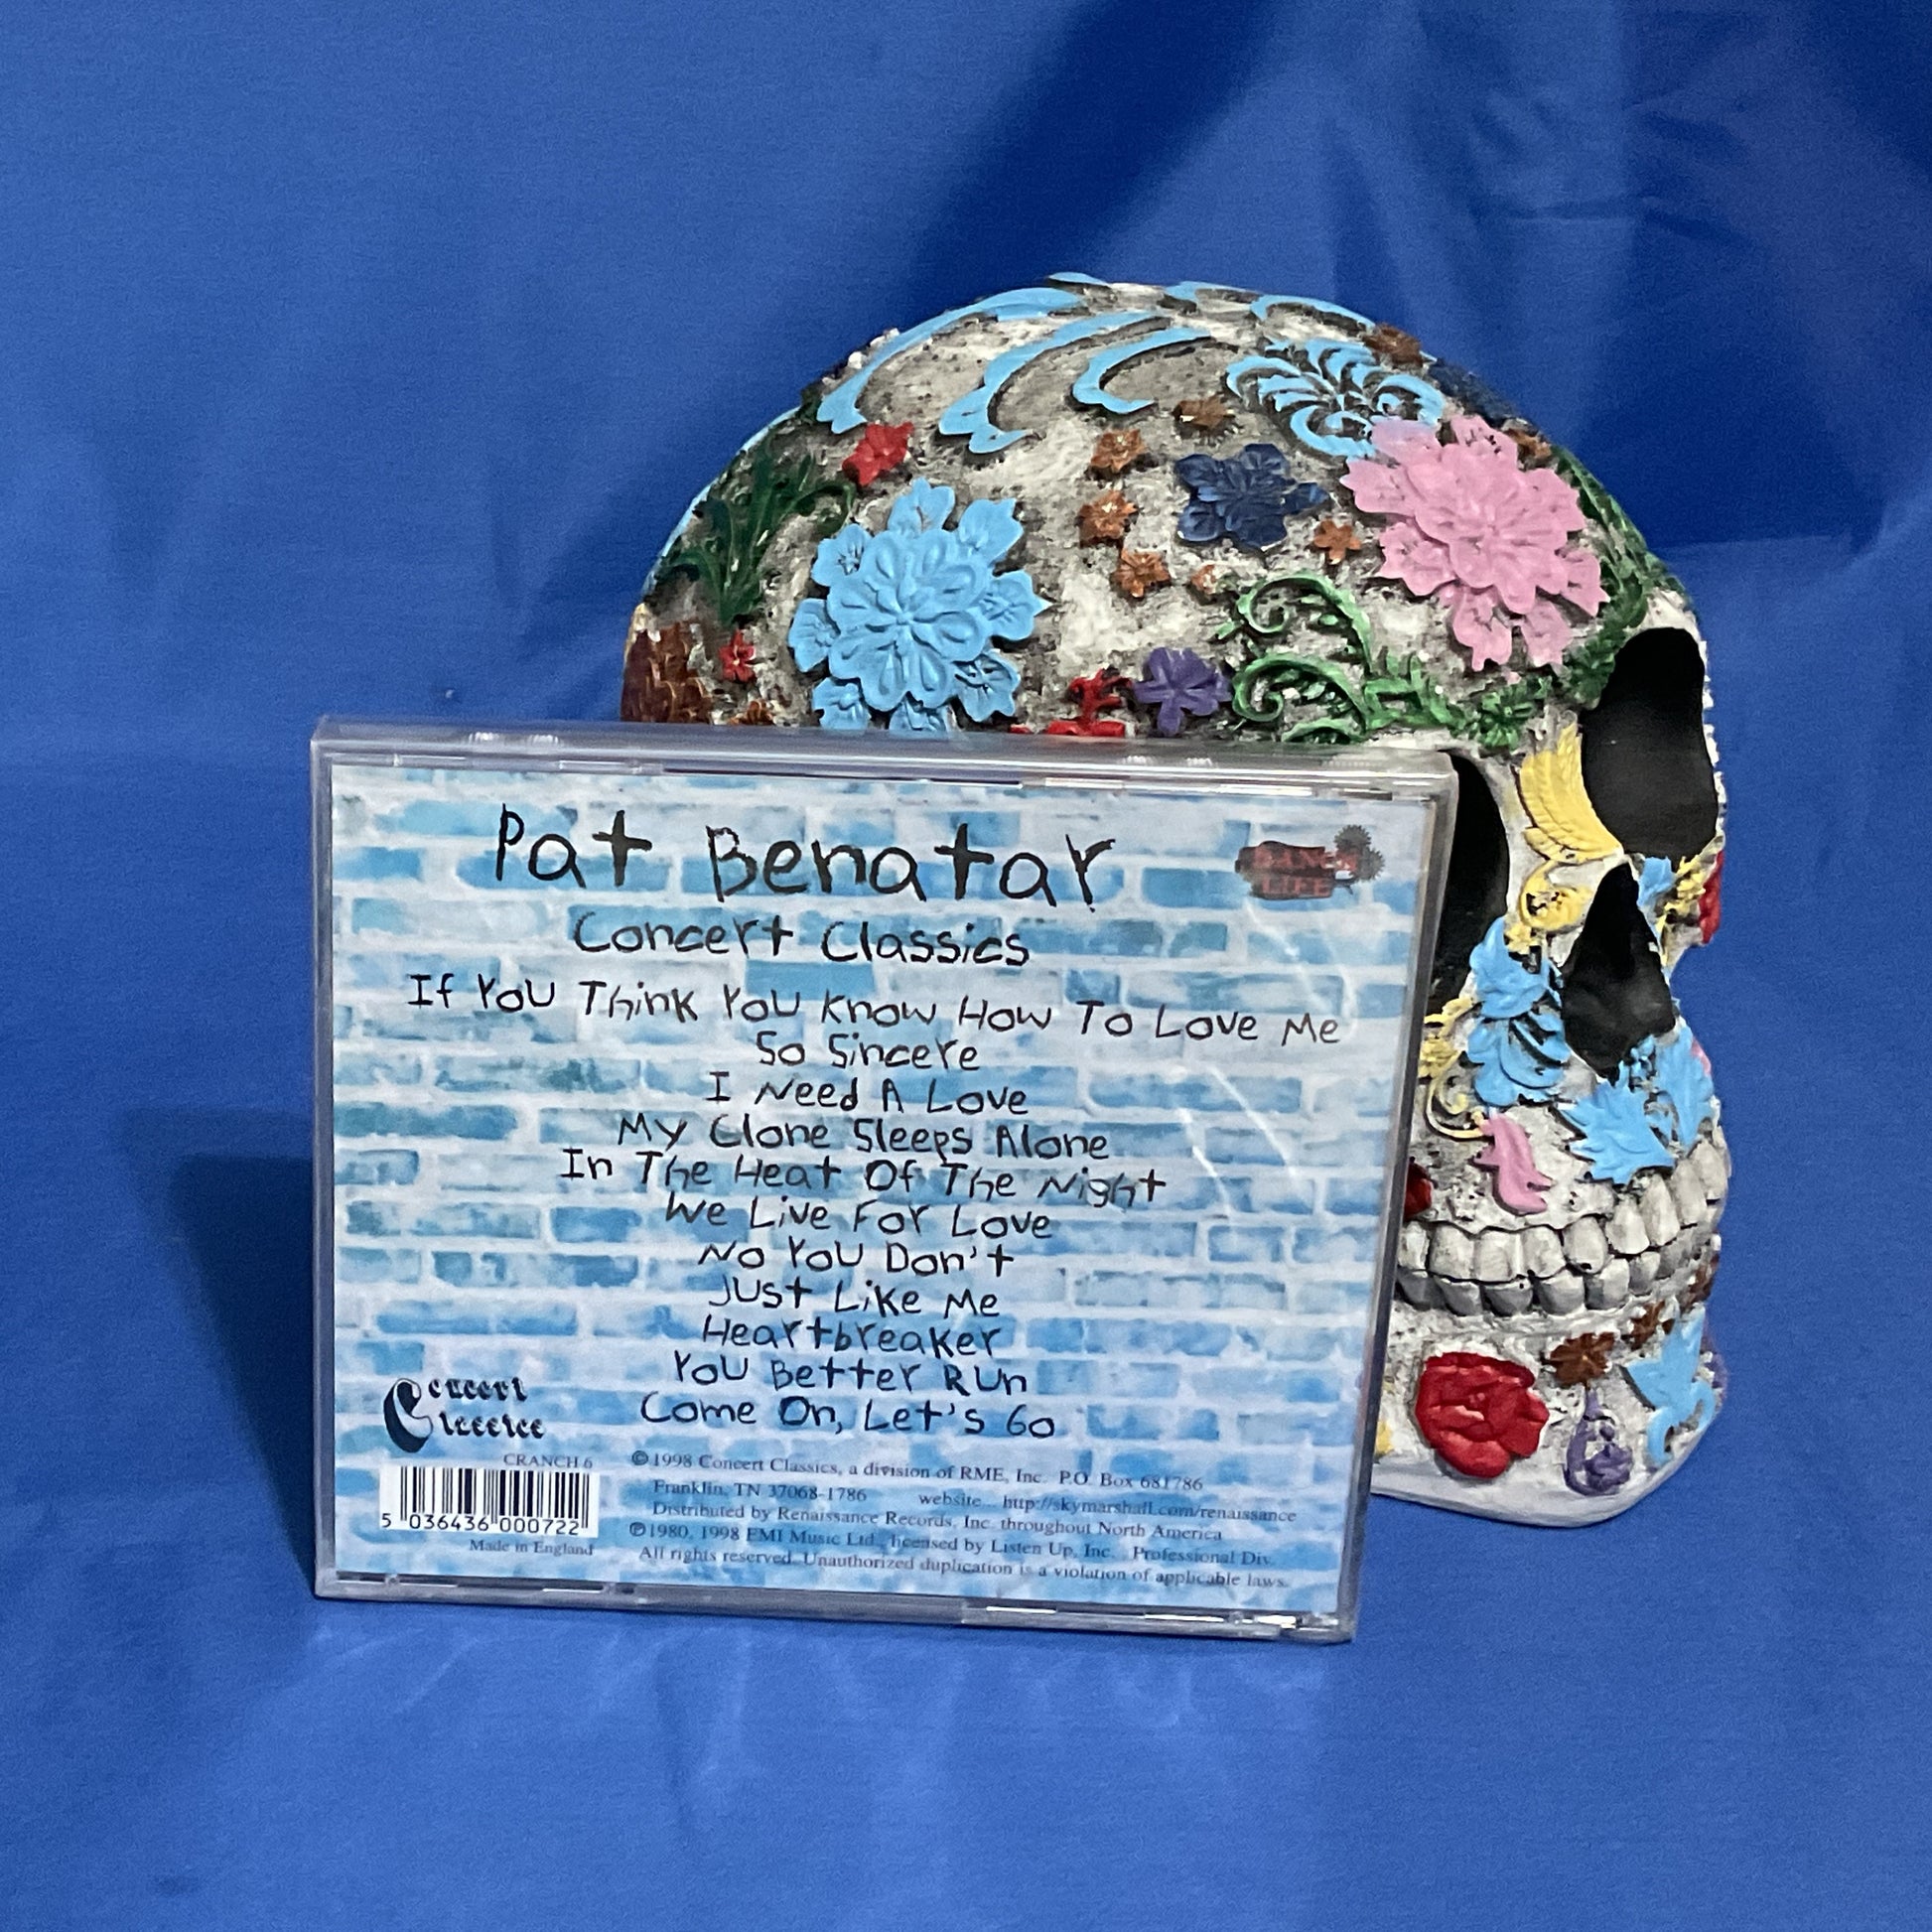 Pat Benatar
Concert Classics
If You Think You Know How To Love Me
So Sincere
I Need A Love
My Clone Sleeps Alone
In The Heat Of The Night
We Live For Love
No You Don't
Just Like Me
Heartbreaker
You Better Run
Come On, Let's Go
Concert
Classics
CRANCH 6
5 036436 000722
Made in England
©1998 Concert Classics, a division of RME, Inc. P.O. Box 681786
Franklin, TN 37068-1786 website... http://skymarshall.com/renaissance
Distributed by Renaissance Records, Inc. throughout North America
℗1980, 1998 EMI Music Ltd., licensed by Listen Up, Inc. Professional Div.
All rights reserved. Unauthorized duplication is a violation of applicable laws.